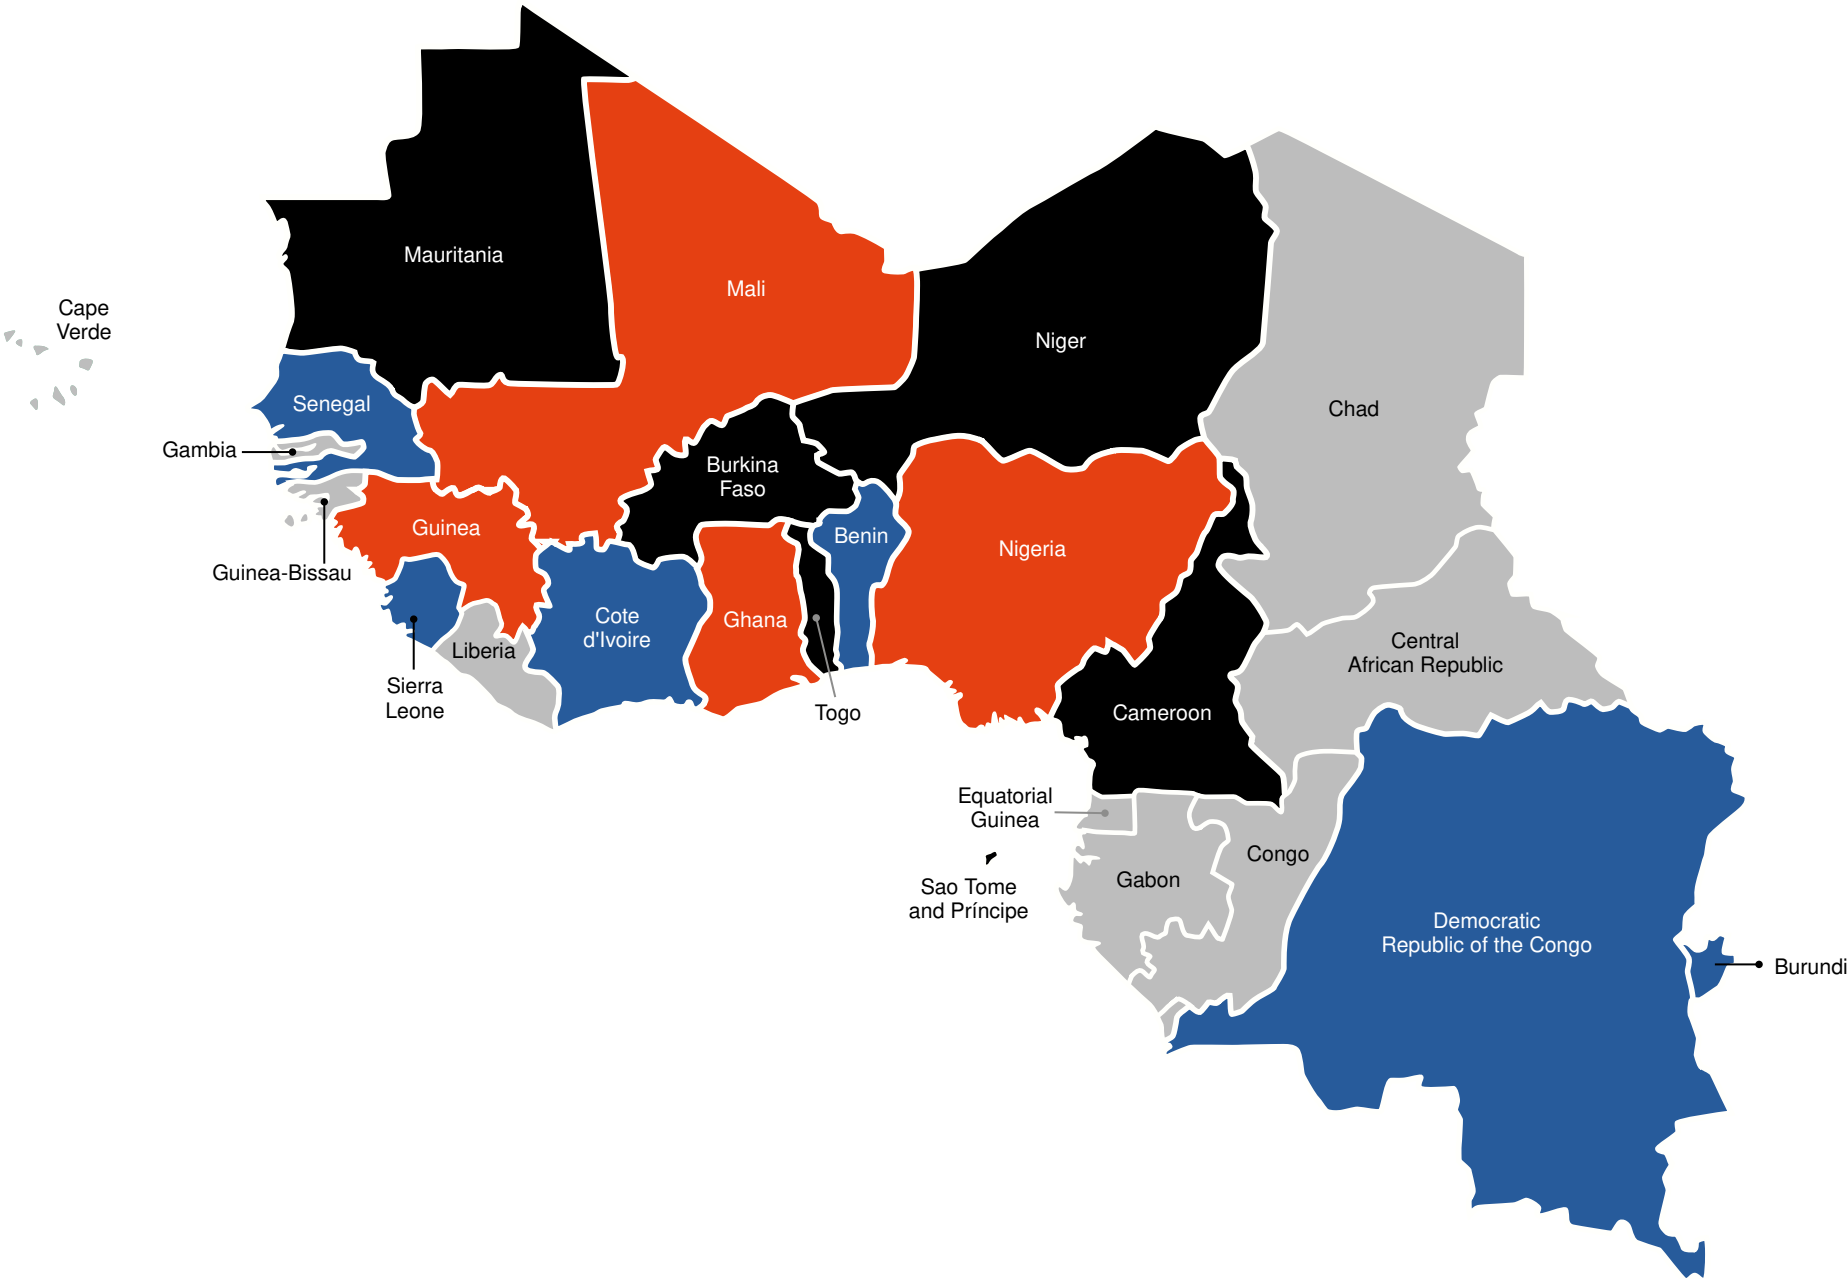 Mauritania
Mali
Cape
Verde
Niger
Senegal
Chad
Gambia
Burkina
Faso
Guinea
Benin
Nigeria
Guinea-Bissau
Cote
d'Ivoire
Ghana
Liberia
Central
African Republic
Sierra
Leone
Togo
Cameroon
Equatorial
Guinea
Congo
Gabon
Sao Tome
and Príncipe
Democratic
Republic of the Congo
Burundi